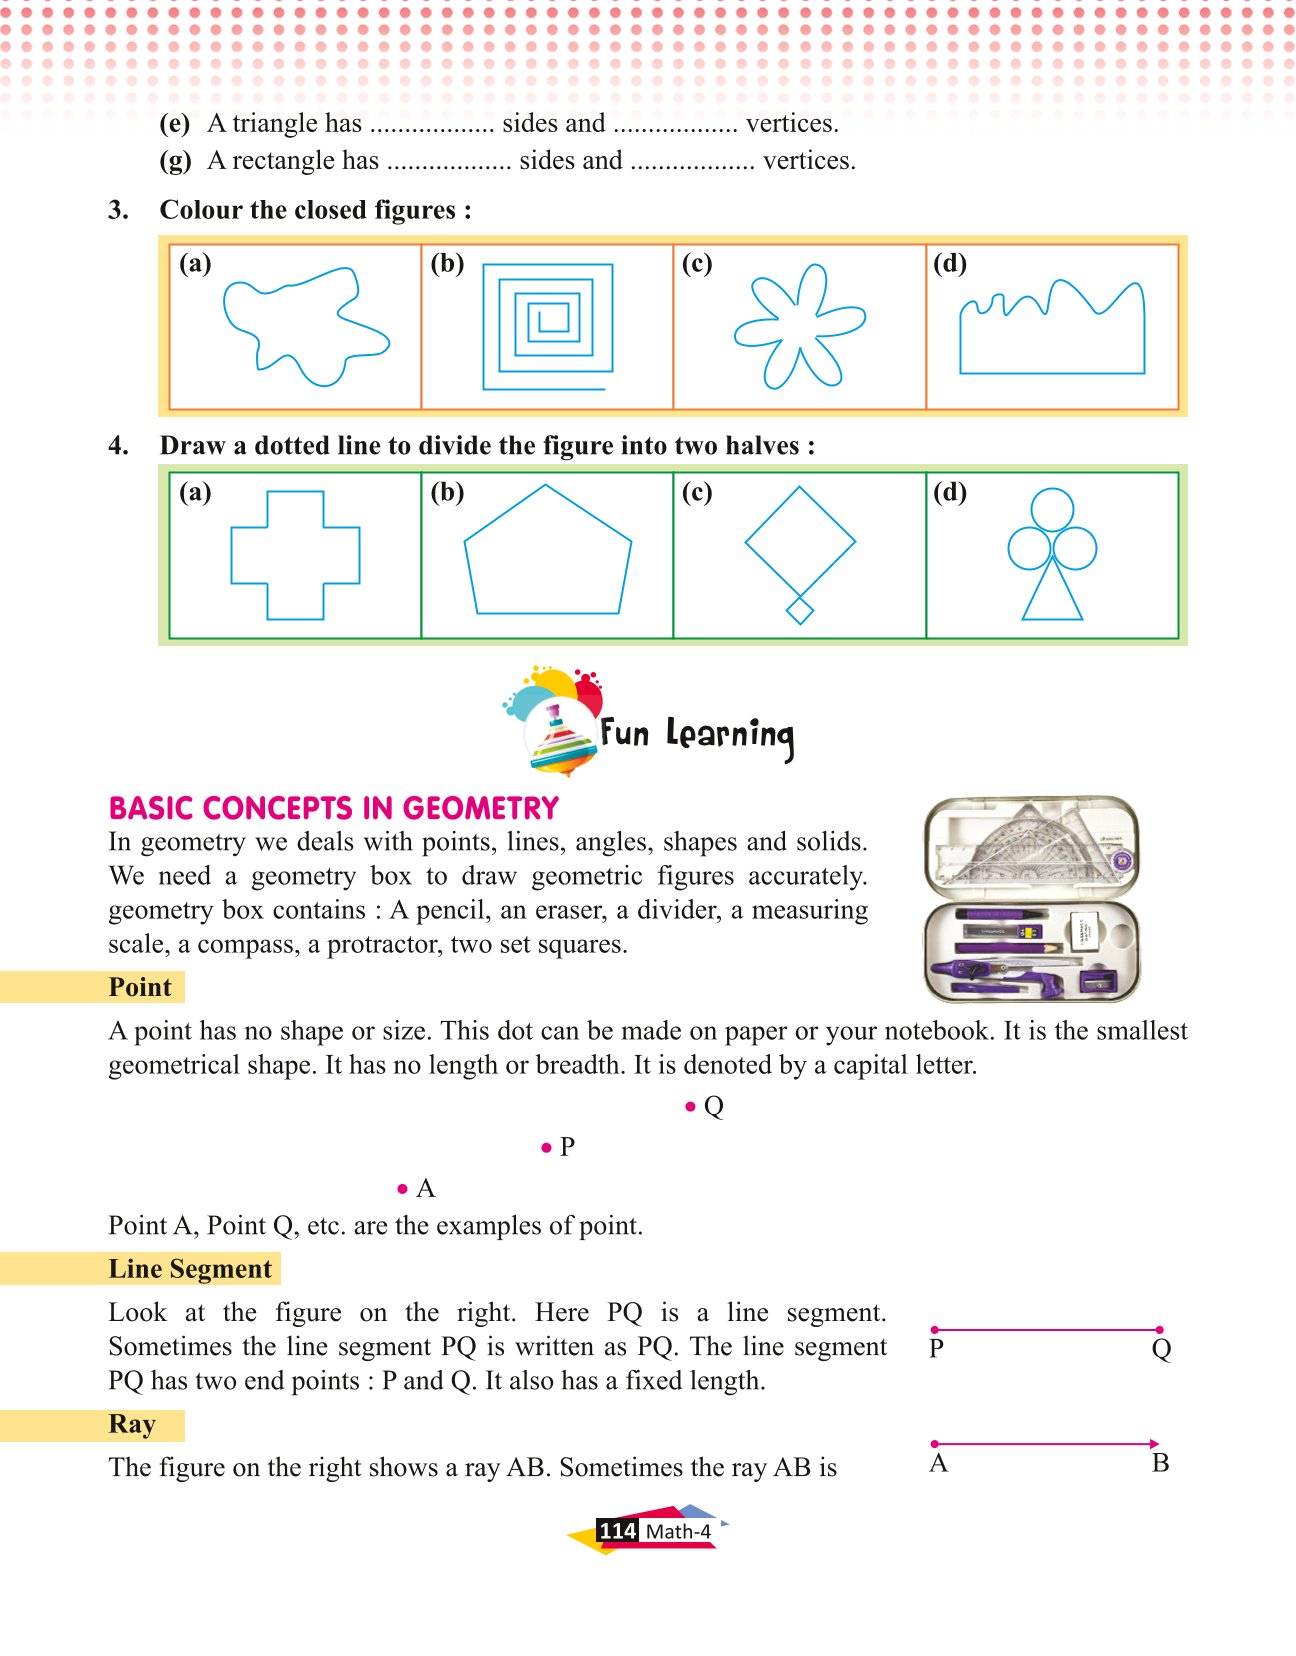 (e) A triangle has .................. sides and .................. vertices.
(g) A rectangle has .................. sides and .................. vertices.
3. Colour the closed figures :
(a) (b) (c) (d)
4. Draw a dotted line to divide the figure into two halves :
(a) (b) (c) (d)
Fun Learning
BASIC CONCEPTS IN GEOMETRY
In geometry we deals with points, lines, angles, shapes and solids.
We need a geometry box to draw geometric figures accurately.
geometry box contains : A pencil, an eraser, a divider, a measuring
scale, a compass, a protractor, two set squares.
Point
A point has no shape or size. This dot can be made on paper or your notebook. It is the smallest
geometrical shape. It has no length or breadth. It is denoted by a capital letter.
Q
P
A
Point A, Point Q, etc. are the examples of point.
Line Segment
Look at the figure on the right. Here PQ is a line segment.
Sometimes the line segment PQ is written as PQ. The line segment
PQ has two end points : P and Q. It also has a fixed length.
P Q
Ray
The figure on the right shows a ray AB. Sometimes the ray AB is
A B
114 Math-4